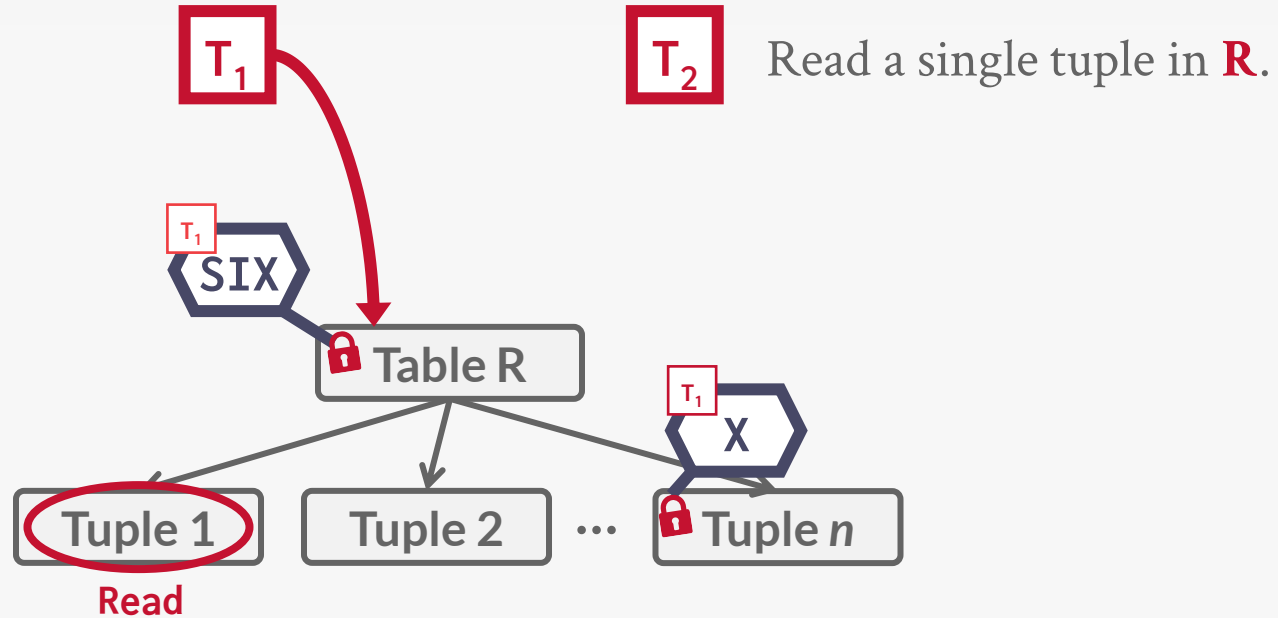 T1
T2 Read a single tuple in R.
T1
SIX
Table R
T1
X
Tuple 1
Tuple 2
...
Tuple n
Read